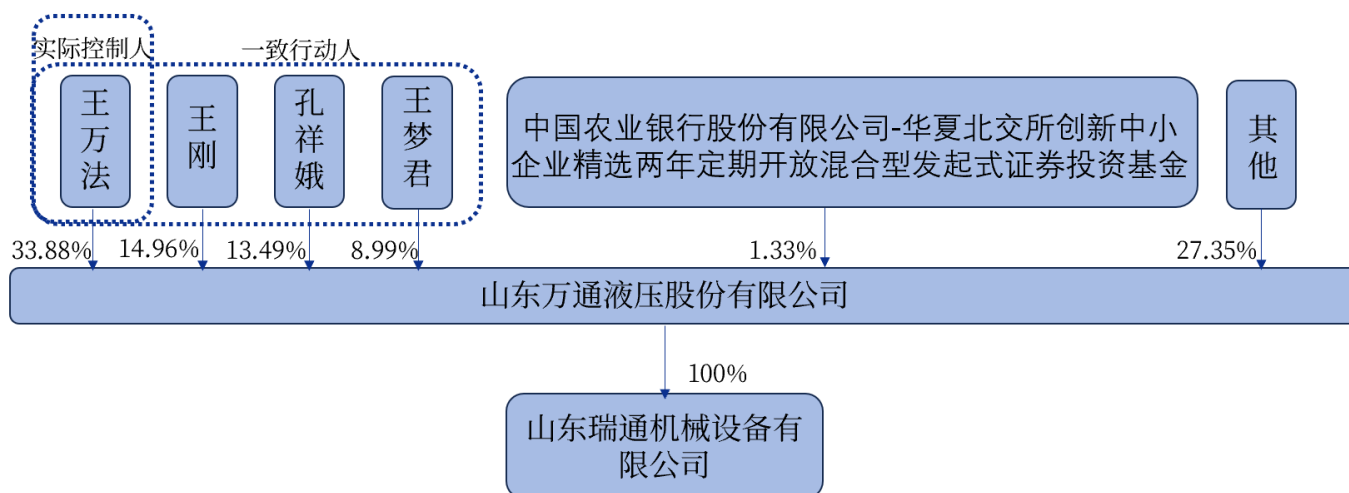 实际控制人
一致行动人
王万法
王刚
孔祥娥
王梦君
中国农业银行股份有限公司-华夏北交所创新中小
企业精选两年定期开放混合型发起式证券投资基金
其他
33.88%
14.96%
13.49%
8.99%
1.33%
27.35%
山东万通液压股份有限公司
100%
山东瑞通机械设备有
限公司